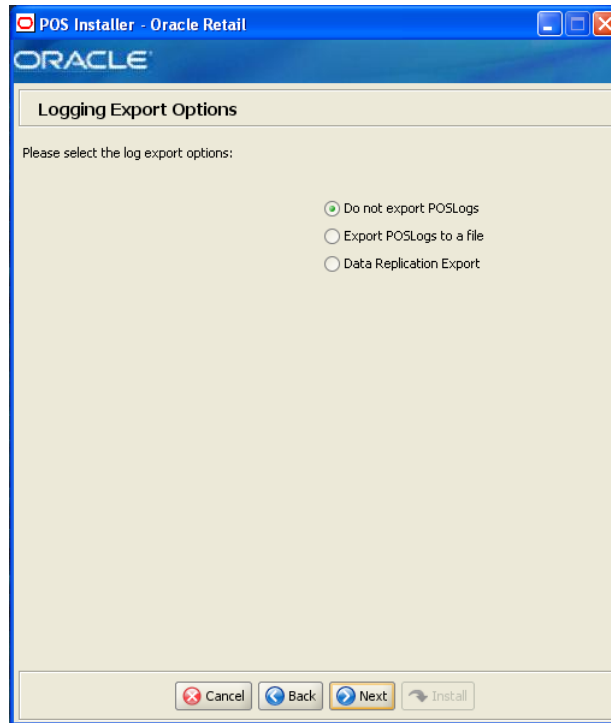 POS Installer - Oracle Retail
ORACLE
Logging Export Options
Please select the log export options:
Do not export POSLogs
Export POSLogs to a file
Data Replication Export
Cancel Back Next Install